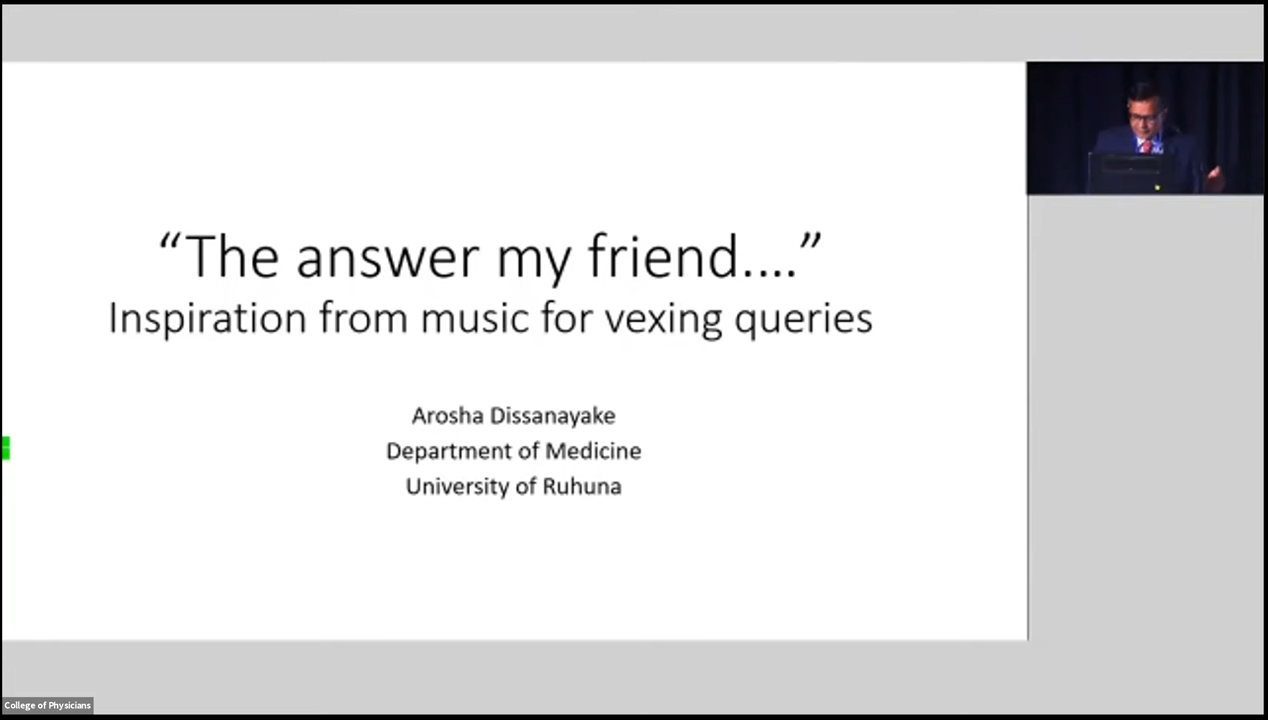 “The answer my friend....”
Inspiration from music for vexing queries
Arosha Dissanayake
Department of Medicine
University of Ruhuna
College of Physicians